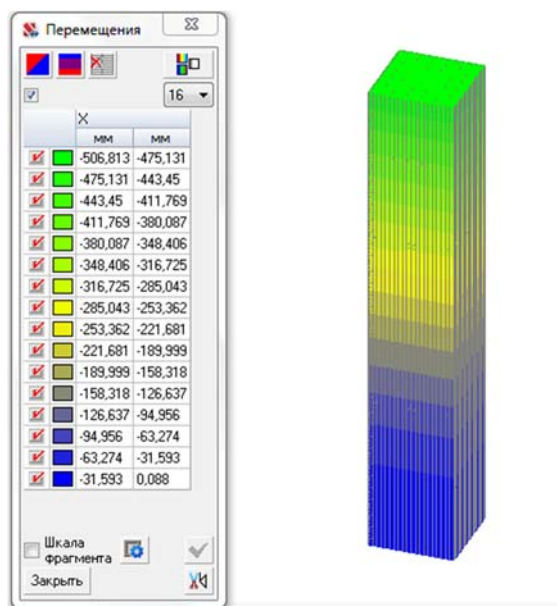 Перемещения
16
X
мм мм
-506,813 -475,131
-475,131 -443,45
-443,45 -411,769
-411,769 -380,087
-380,087 -348,406
-348,406 -316,725
-316,725 -285,043
-285,043 -253,362
-253,362 -221,681
-221,681 -189,999
-189,999 -158,318
-158,318 -126,637
-126,637 -94,956
-94,956 -63,274
-63,274 -31,593
-31,593 0,088
Шкала
фрагмента
Закрыть